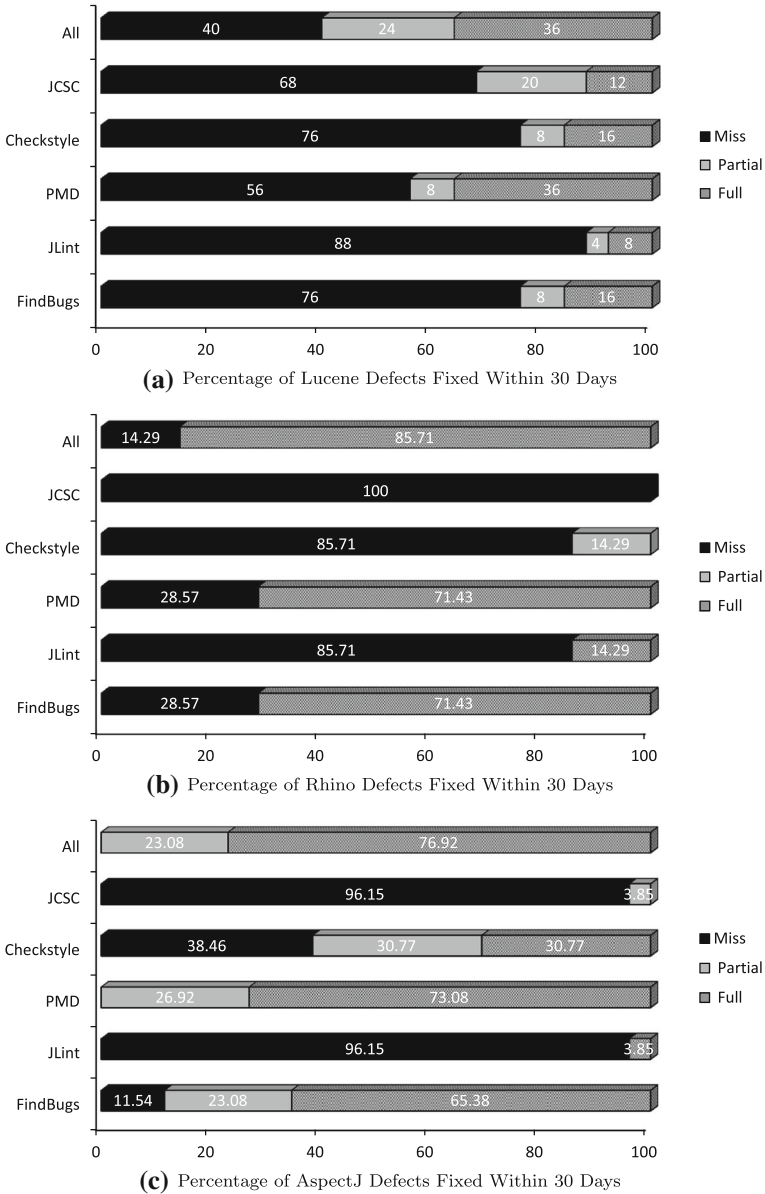 All 40 24 36
JCSC 68 20 12
Checkstyle 76 8 16
PMD 56 8 36
JLint 88 4 8
FindBugs 76 8 16
0 20 40 60 80 100
Miss
Partial
Full
(a) Percentage of Lucene Defects Fixed Within 30 Days
All 14.29 85.71
JCSC 100
Checkstyle 85.71 14.29
PMD 28.57 71.43
JLint 85.71 14.29
FindBugs 28.57 71.43
0 20 40 60 80 100
Miss
Partial
Full
(b) Percentage of Rhino Defects Fixed Within 30 Days
All 23.08 76.92
JCSC 96.15 3.85
Checkstyle 38.46 30.77 30.77
PMD 26.92 73.08
JLint 96.15 3.85
FindBugs 11.54 23.08 65.38
0 20 40 60 80 100
Miss
Partial
Full
(c) Percentage of AspectJ Defects Fixed Within 30 Days